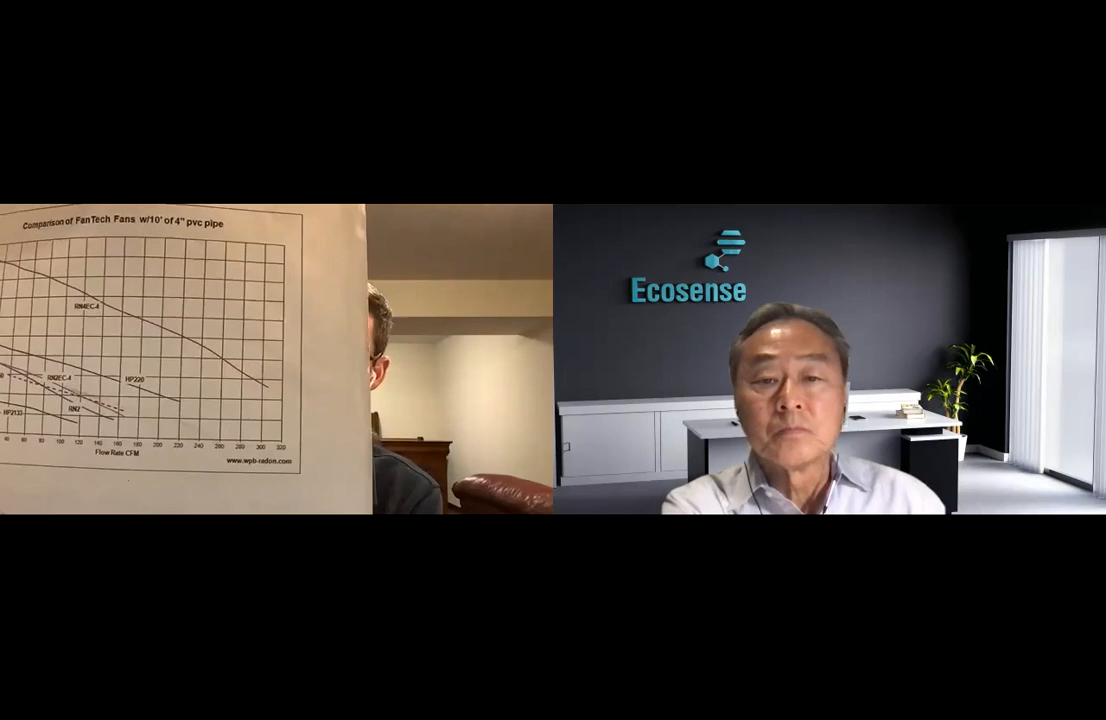 Comparison of FanTech Fans w/10' of 4" pvc pipe
RN4EC-4
HP220
RN2EC-4
RN2
HP2133
40 60 80 100 120 140 160 180 200 220 240 260 280 300 320
Flow Rate CFM
www.wpb-radon.com
Ecosense